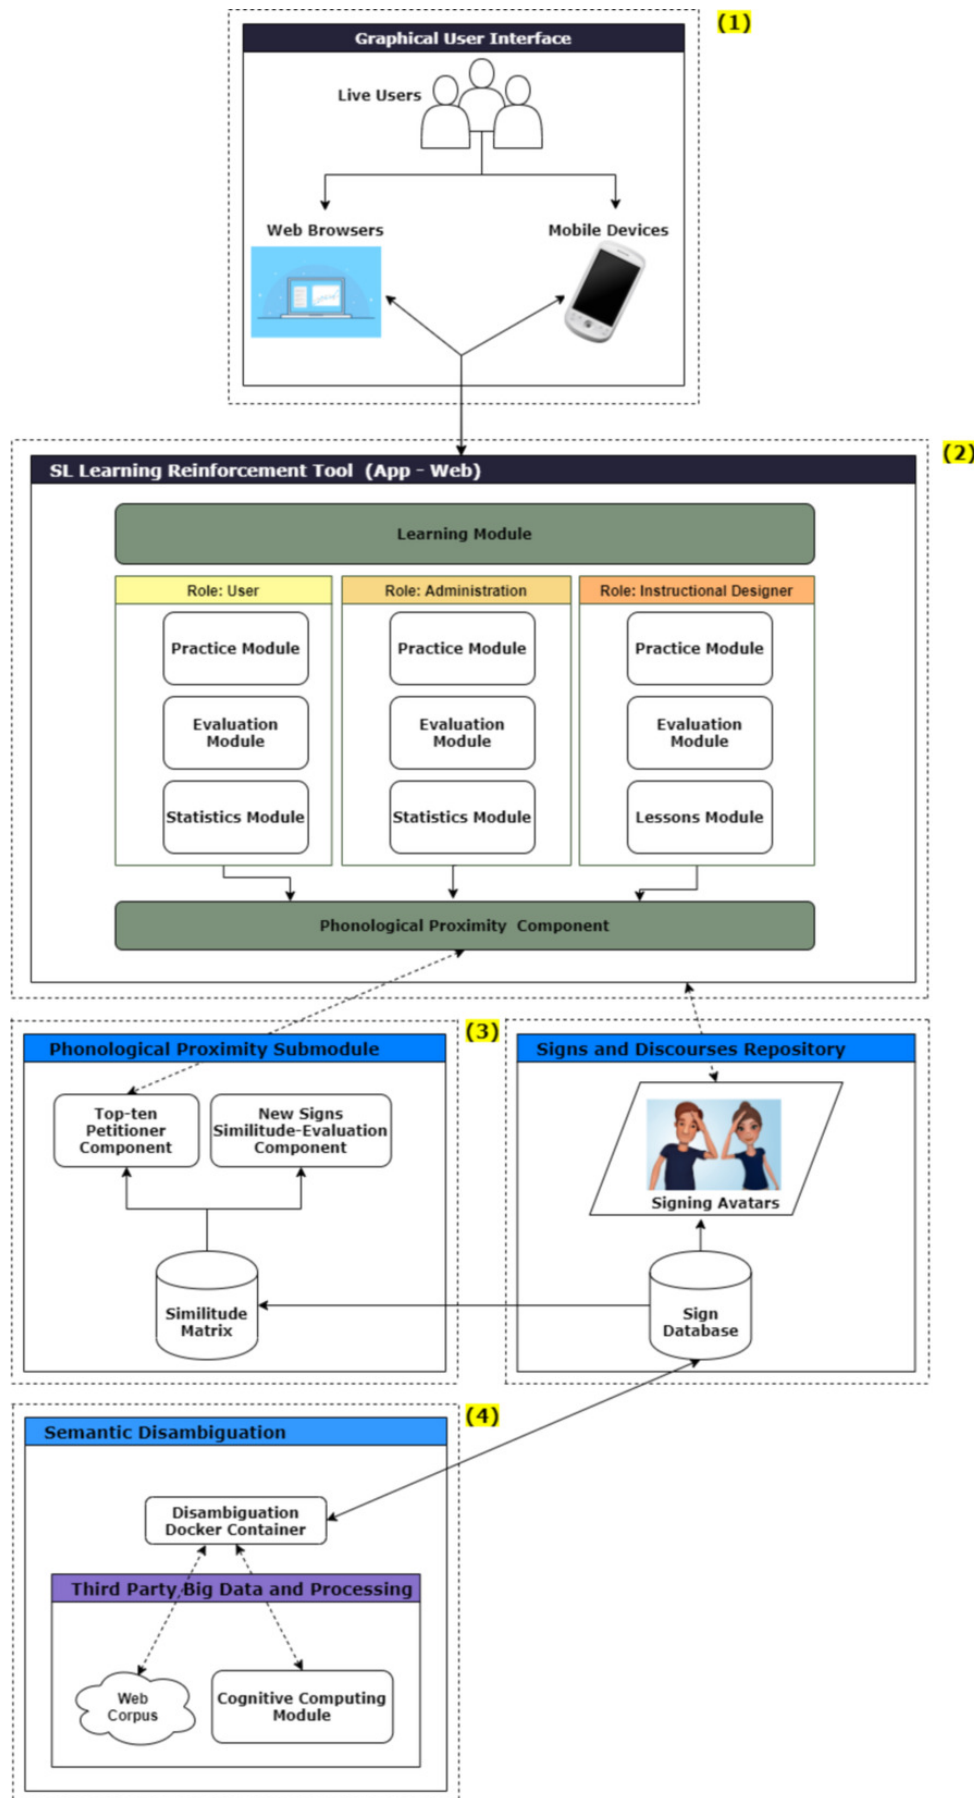 (1)
Graphical User Interface
Live Users
Web Browsers
Mobile Devices
(2)
SL Learning Reinforcement Tool (App - Web)
Learning Module
Role: User
Role: Administration
Role: Instructional Designer
Practice Module
Practice Module
Practice Module
Evaluation
Module
Evaluation
Module
Evaluation
Module
Statistics Module
Statistics Module
Lessons Module
Phonological Proximity Component
(3)
Phonological Proximity Submodule
Signs and Discourses Repository
Top-ten
Petitioner
Component
New Signs
Similitude-Evaluation
Component
Signing Avatars
Similitude
Matrix
Sign
Database
(4)
Semantic Disambiguation
Disambiguation
Docker Container
Third Party Big Data and Processing
Web
Corpus
Cognitive Computing
Module